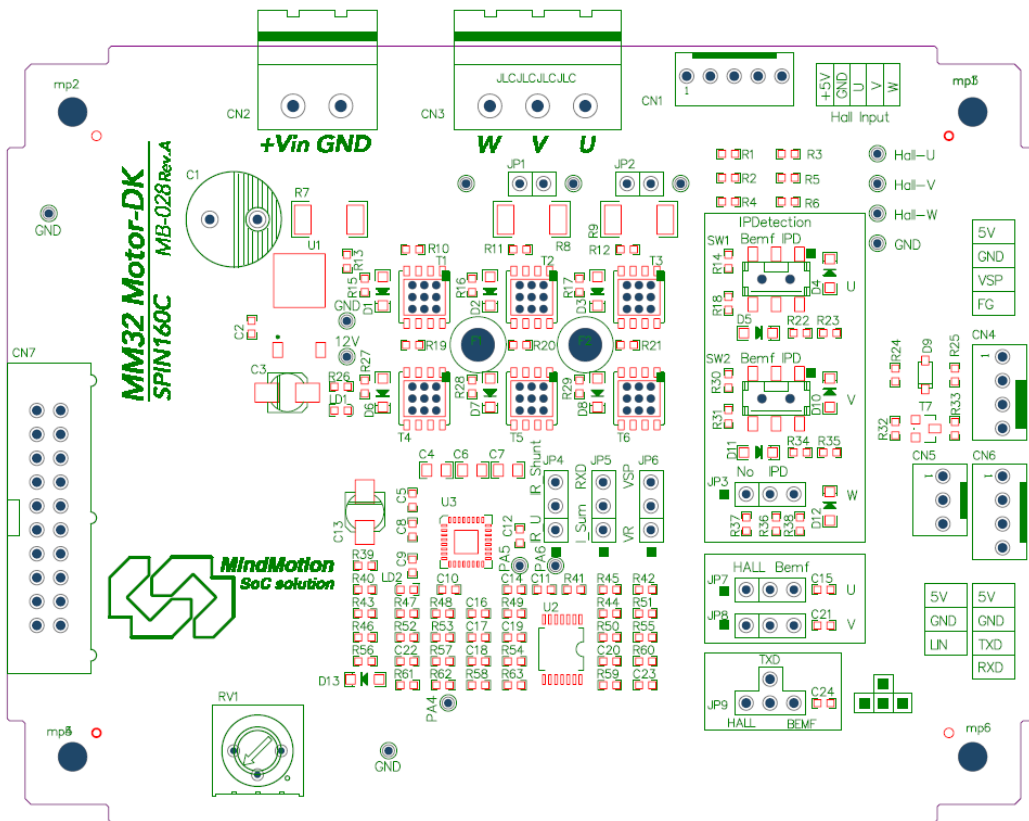 mp2
CN2
JLCJLCJLCJLC
CN3
CN1
1
+5V
GND
U
V
W
Hall Input
+Vin GND
W V U
MM32 Motor-DK
SPIN160C
MB-028 Rev.A
C1
R7
U1
R13
JP1
JP2
R1
R3
R2
R5
R4
R6
Hall-U
Hall-V
Hall-W
GND
GND
R10
R11
R8
R9
R12
IPDetection
SW1
Bemf IPD
R14
R18
D4
U
D5
R22
R23
5V
GND
VSP
FG
R15
T1
D1
R16
T2
D2
R17
T3
D3
GND
12V
C2
C3
R19
F1
R20
F2
R21
SW2
Bemf IPD
R30
R31
D10
V
D11
R34
R35
R24
D9
R25
CN4
1
R32
T7
R33
CN7
R26
LD1
R27
D6
T4
R28
D7
T5
R29
D8
T6
CN5
1
CN6
1
C4
C6
C7
JP4
IR_Shunt
IR_U
JP5
RXD
I_Sum
JP6
VSP
VR
No IPD
JP3
W
D12
R37
R36
R38
C13
C5
C8
C9
U3
C12
PA5
PA6
MindMotion
SoC solution
R39
R40
LD2
C10
C14
C11
R41
R45
R42
R43
R47
R48
C16
R49
U2
R44
R51
R46
R52
R53
C17
C19
R50
R55
R56
C22
R57
C18
R54
C20
R60
D13
R61
R62
R58
R63
R59
C23
PA4
HALL Bemf
JP7
C15
U
JP8
C21
V
TXD
JP9
C24
HALL
BEMF
5V
GND
LIN
5V
GND
TXD
RXD
RV1
GND
mp6